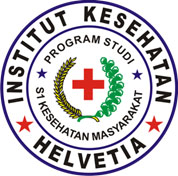 INSTITUT KESEHATAN
HELVETIA
PROGRAM STUDI
S1 KESEHATAN MASYARAKAT